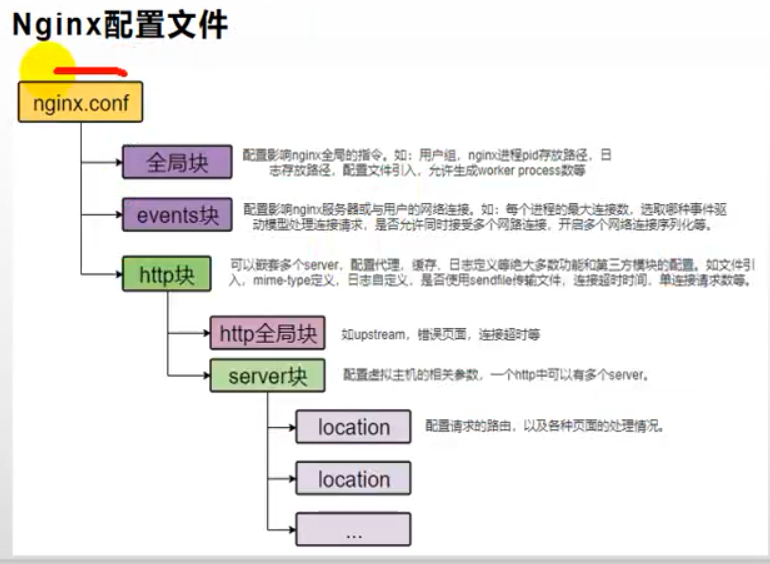 Nginx配置文件
nginx.conf
全局块
配置影响nginx全局的指令。如：用户组，nginx进程pid存放路径，日
志存放路径，配置文件引入，允许生成worker process数等
events块
配置影响nginx服务器或与用户的网络连接。如：每个进程的最大连接数，选取哪种事件驱
动模型处理连接请求，是否允许同时接受多个网路连接，开启多个网络连接序列化等。
http块
可以嵌套多个server，配置代理，缓存，日志定义等绝大多数功能和第三方模块的配置。如文件引
入，mime-type定义，日志自定义，是否使用sendfile传输文件，连接超时时间，单连接请求数等。
http全局块
如upstream，错误页面，连接超时等
server块
配置虚拟主机的相关参数，一个http中可以有多个server。
location
配置请求的路由，以及各种页面的处理情况。
location
...